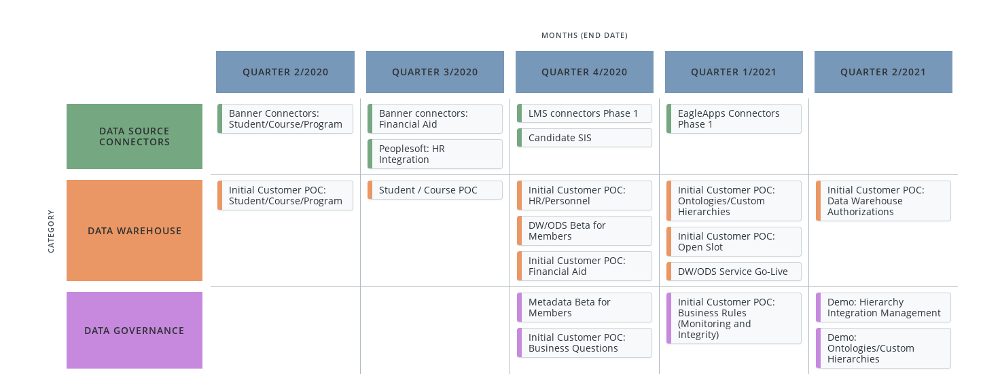 MONTHS (END DATE)
QUARTER 2/2020
QUARTER 3/2020
QUARTER 4/2020
QUARTER 1/2021
QUARTER 2/2021
CATEGORY
DATA SOURCE
CONNECTORS
Banner Connectors:
Student/Course/Program
Banner connectors:
Financial Aid
Peoplesoft: HR
Integration
LMS connectors Phase 1
Candidate SIS
EagleApps Connectors
Phase 1
DATA WAREHOUSE
Initial Customer POC:
Student/Course/Program
Student / Course POC
Initial Customer POC:
HR/Personnel
DW/ODS Beta for
Members
Initial Customer POC:
Financial Aid
Initial Customer POC:
Ontologies/Custom
Hierarchies
Initial Customer POC:
Open Slot
DW/ODS Service Go-Live
Initial Customer POC:
Data Warehouse
Authorizations
DATA GOVERNANCE
Metadata Beta for
Members
Initial Customer POC:
Business Questions
Initial Customer POC:
Business Rules
(Monitoring and
Integrity)
Demo: Hierarchy
Integration Management
Demo:
Ontologies/Custom
Hierarchies